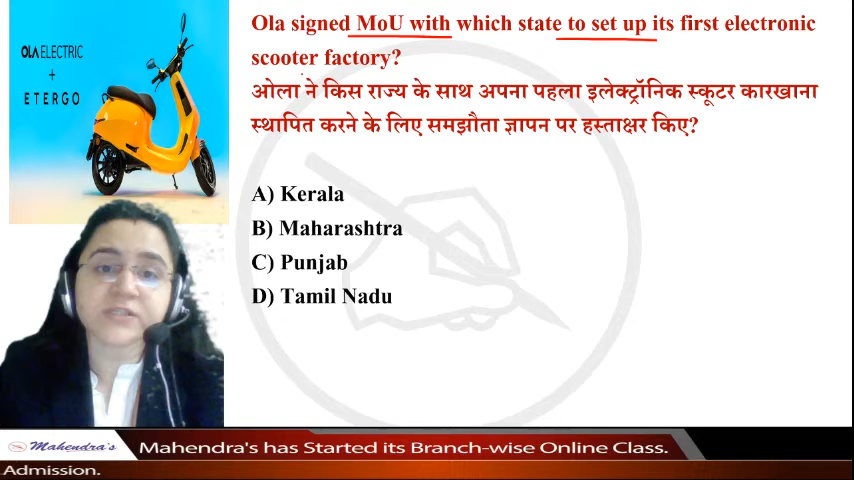 OLA ELECTRIC
+
ETERGO
Ola signed MoU with which state to set up its first electronic
scooter factory?
ओला ने किस राज्य के साथ अपना पहला इलेक्ट्रॉनिक स्कूटर कारखाना
स्थापित करने के लिए समझौता ज्ञापन पर हस्ताक्षर किए?
A) Kerala
B) Maharashtra
C) Punjab
D) Tamil Nadu
Mahendra's
Mahendra's has Started its Branch-wise Online Class.
Admission.